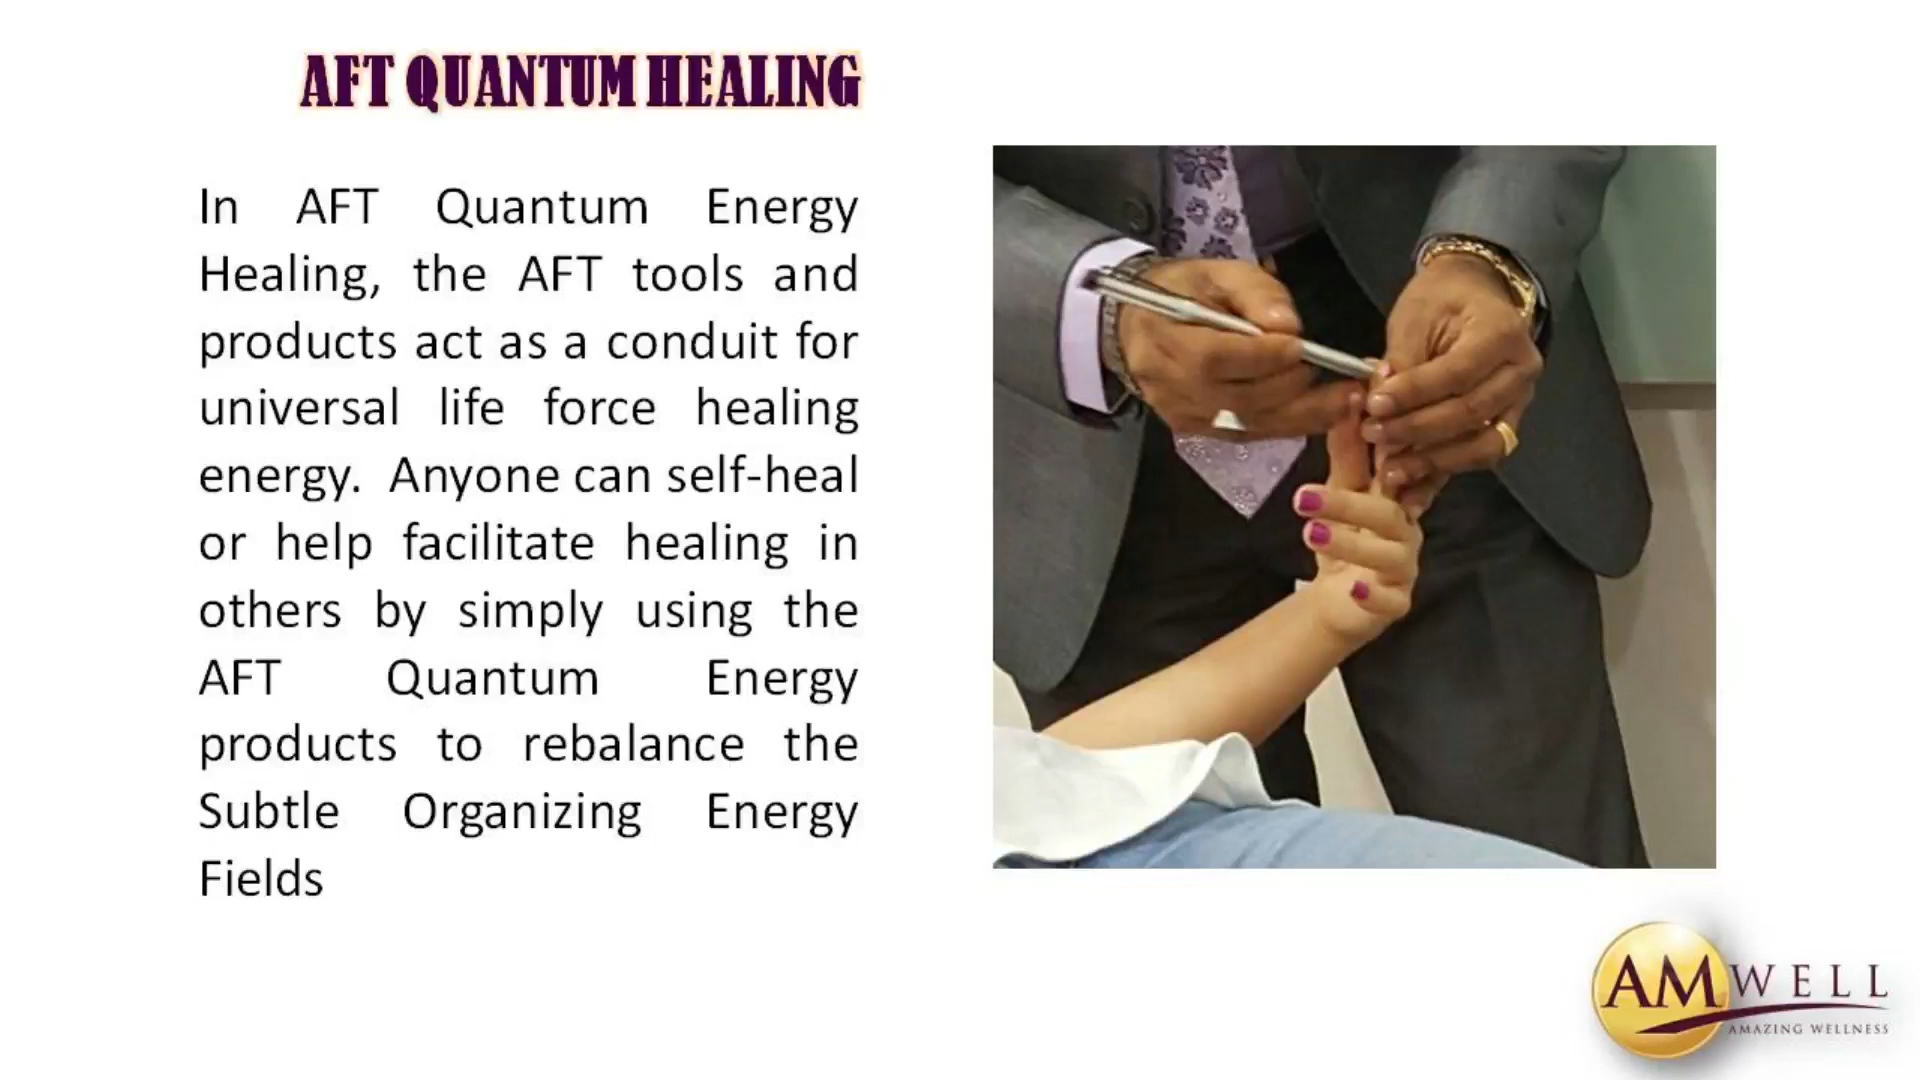 AFT QUANTUM HEALING
In AFT Quantum Energy
Healing, the AFT tools and
products act as a conduit for
universal life force healing
energy. Anyone can self-heal
or help facilitate healing in
others by simply using the
AFT Quantum Energy
products to rebalance the
Subtle Organizing Energy
Fields
AMWELL
AMAZING WELLNESS